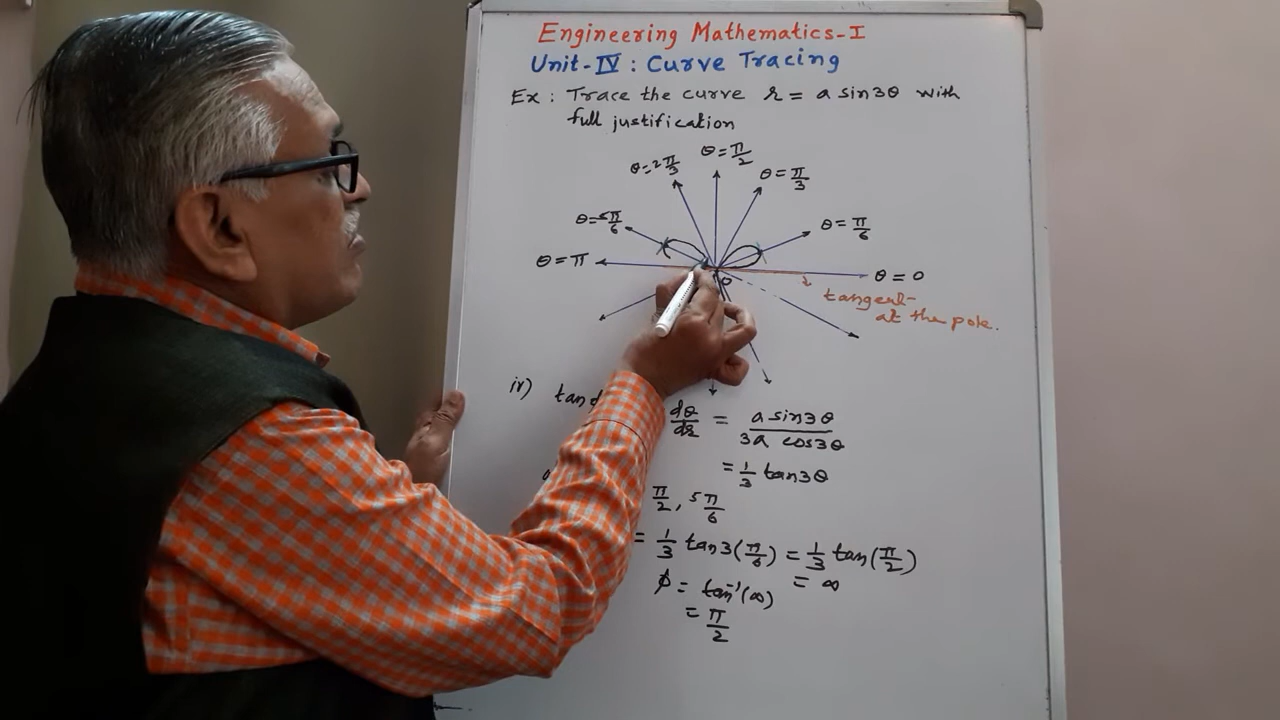 Engineering Mathematics-I
Unit-IV : Curve Tracing
Ex : Trace the curve r = a sin3θ with
full justification
θ = π/2
θ = 2π/3
θ = π/3
θ = 5π/6
θ = π/6
θ = π
θ = 0
tangent
at the pole.
iv) tan dθ/dr = a sin3θ / 3a cos3θ
= 1/3 tan3θ
π/2, 5π/6
= 1/3 tan3(π/6) = 1/3 tan(π/2)
= ∞
φ = tan⁻¹(∞)
= π/2